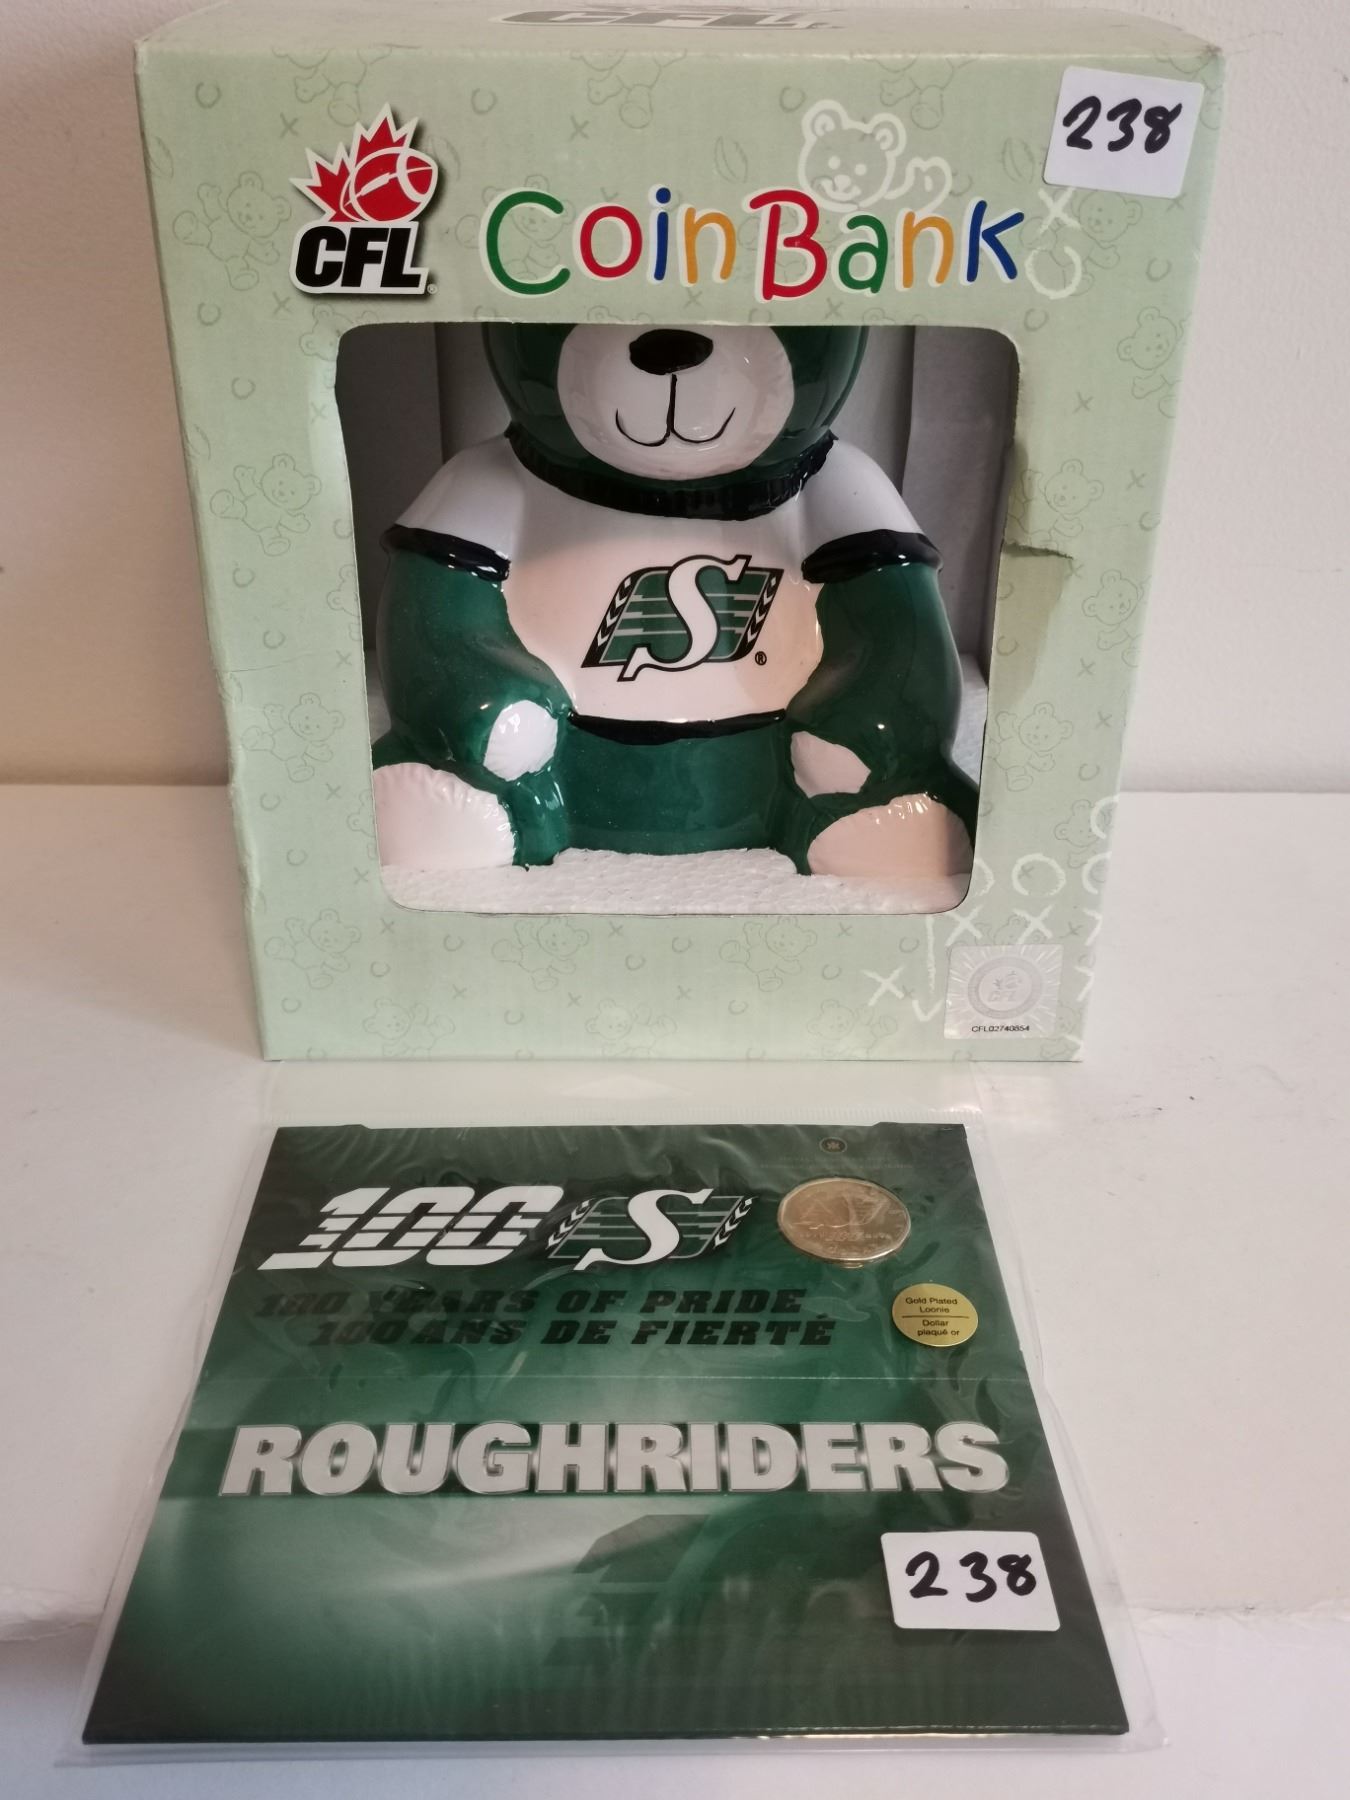 CFL
238
CFL®
Coin Bank
S
®
CFL
CFL02740854
100 S
100 YEARS OF PRIDE
100 ANS DE FIERTÉ
Gold Plated
Loonie
Dollar
plaqué or
ROUGHRIDERS
238